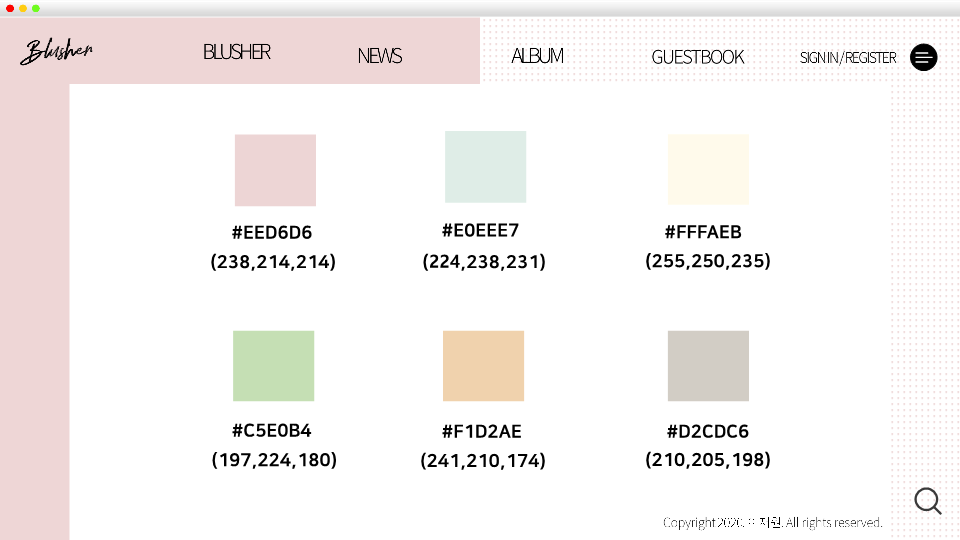 Blusher
BLUSHER
NEWS
ALBUM
GUESTBOOK
SIGN IN / REGISTER
#EED6D6
(238,214,214)
#E0EEE7
(224,238,231)
#FFFAEB
(255,250,235)
#C5E0B4
(197,224,180)
#F1D2AE
(241,210,174)
#D2CDC6
(210,205,198)
Copyright 2020. All rights reserved.